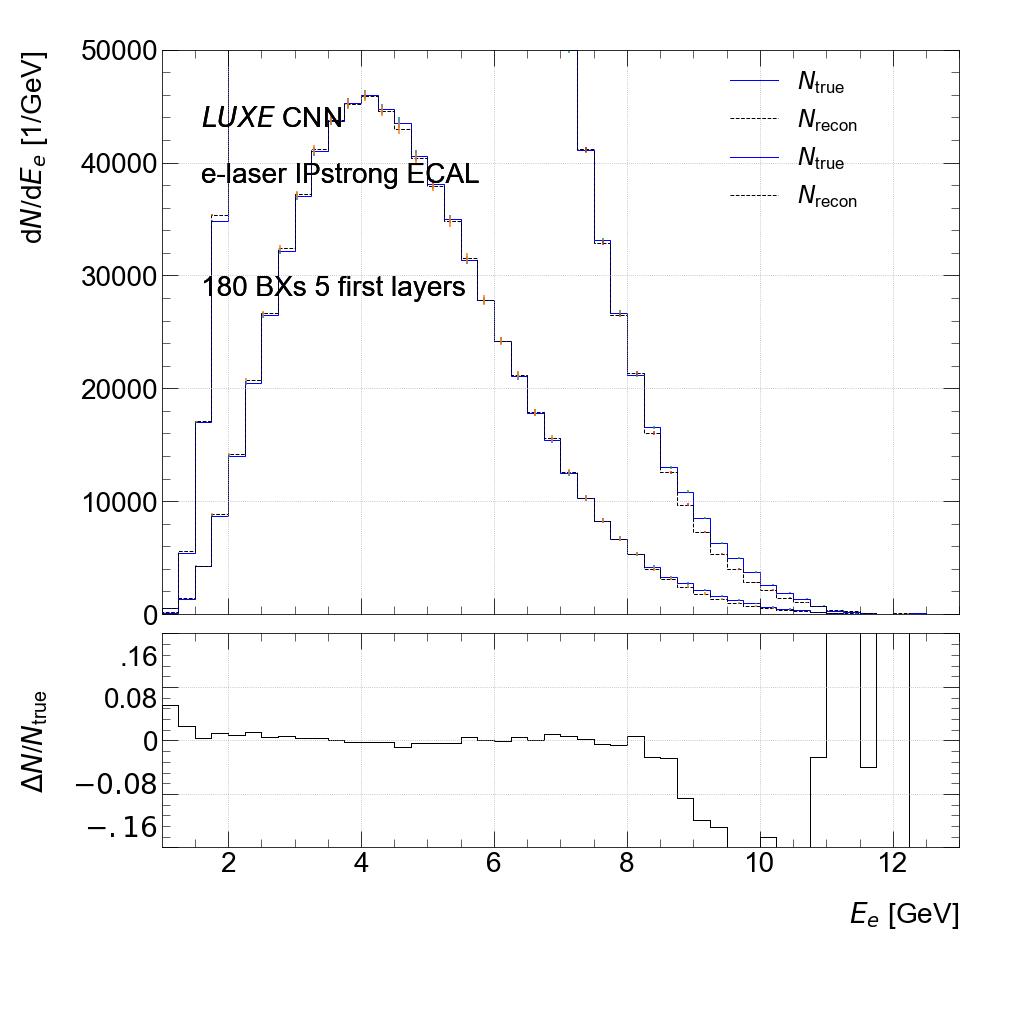 50000
40000
30000
20000
10000
0
dN/dE_e [1/GeV]
LUXE CNN
e-laser IPstrong ECAL
180 BXs 5 first layers
N_true
N_recon
N_true
N_recon
.16
0.08
0
−0.08
−.16
ΔN/N_true
2 4 6 8 10 12
E_e [GeV]